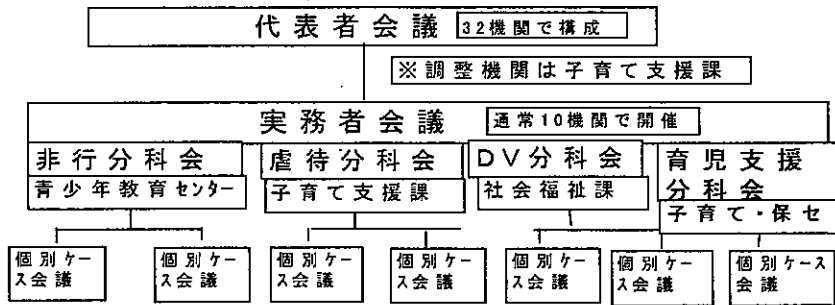 代表者会議 32機関で構成
※調整機関は子育て支援課
実務者会議 通常10機関で開催
非行分科会 虐待分科会 DV分科会 育児支援
分科会
青少年教育センター 子育て支援課 社会福祉課
子育て・保セ
個別ケー
ス会議
個別ケー
ス会議
個別ケー
ス会議
個別ケー
ス会議
個別ケー
ス会議
個別ケー
ス会議
個別ケース
会議